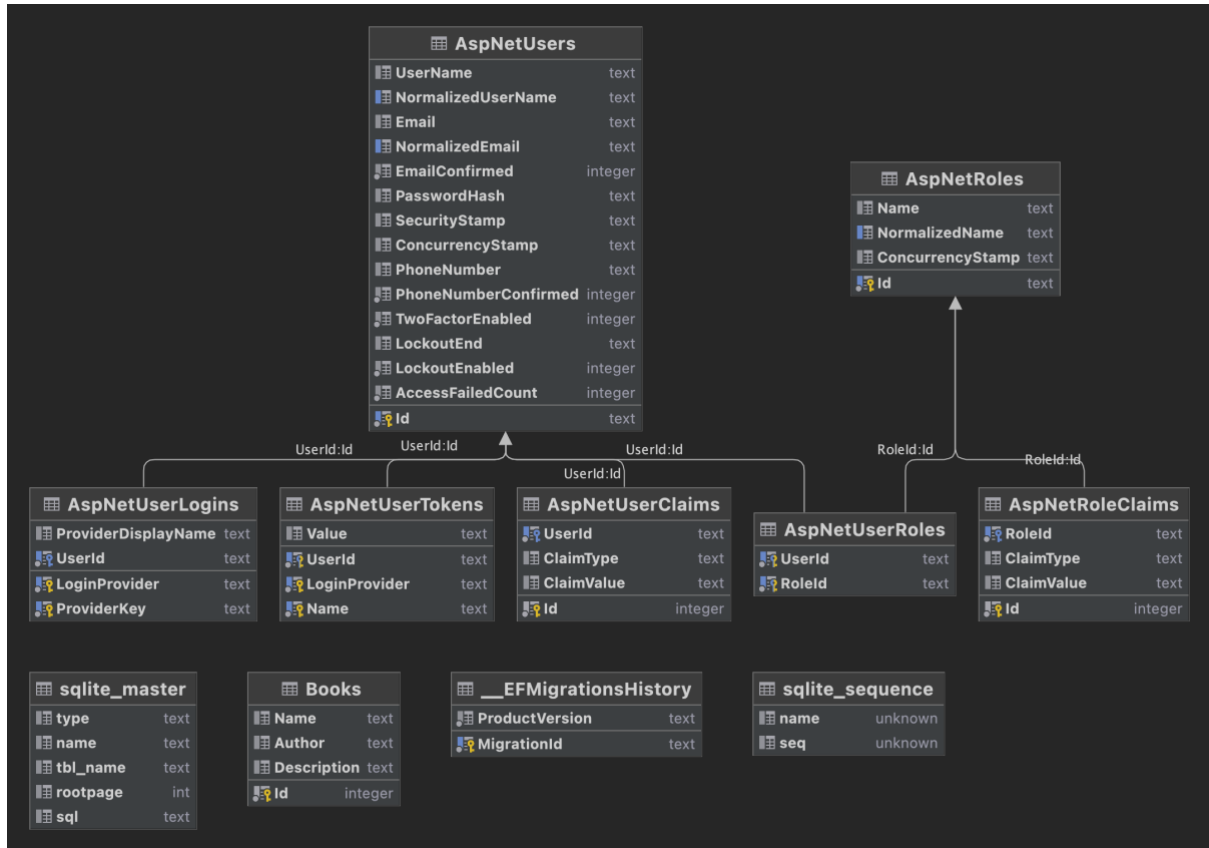 AspNetUsers
UserName text
NormalizedUserName text
Email text
NormalizedEmail text
EmailConfirmed integer
PasswordHash text
SecurityStamp text
ConcurrencyStamp text
PhoneNumber text
PhoneNumberConfirmed integer
TwoFactorEnabled integer
LockoutEnd text
LockoutEnabled integer
AccessFailedCount integer
Id text
AspNetRoles
Name text
NormalizedName text
ConcurrencyStamp text
Id text
UserId:Id
UserId:Id
UserId:Id
UserId:Id
RoleId:Id
RoleId:Id
AspNetUserLogins
ProviderDisplayName text
UserId text
LoginProvider text
ProviderKey text
AspNetUserTokens
Value text
UserId text
LoginProvider text
Name text
AspNetUserClaims
UserId text
ClaimType text
ClaimValue text
Id integer
AspNetUserRoles
UserId text
RoleId text
AspNetRoleClaims
RoleId text
ClaimType text
ClaimValue text
Id integer
sqlite_master
type text
name text
tbl_name text
rootpage int
sql text
Books
Name text
Author text
Description text
Id integer
__EFMigrationsHistory
ProductVersion text
MigrationId text
sqlite_sequence
name unknown
seq unknown